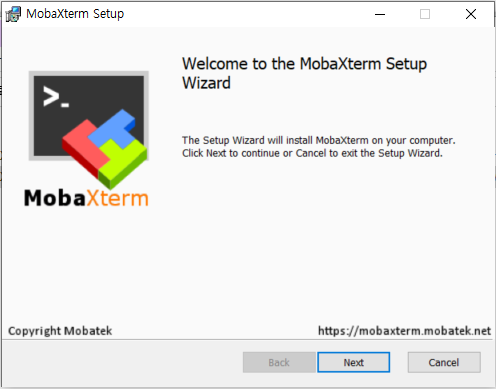 MobaXterm Setup
Welcome to the MobaXterm Setup
Wizard
>_
MobaXterm
The Setup Wizard will install MobaXterm on your computer.
Click Next to continue or Cancel to exit the Setup Wizard.
Copyright Mobatek
https://mobaxterm.mobatek.net
Back
Next
Cancel